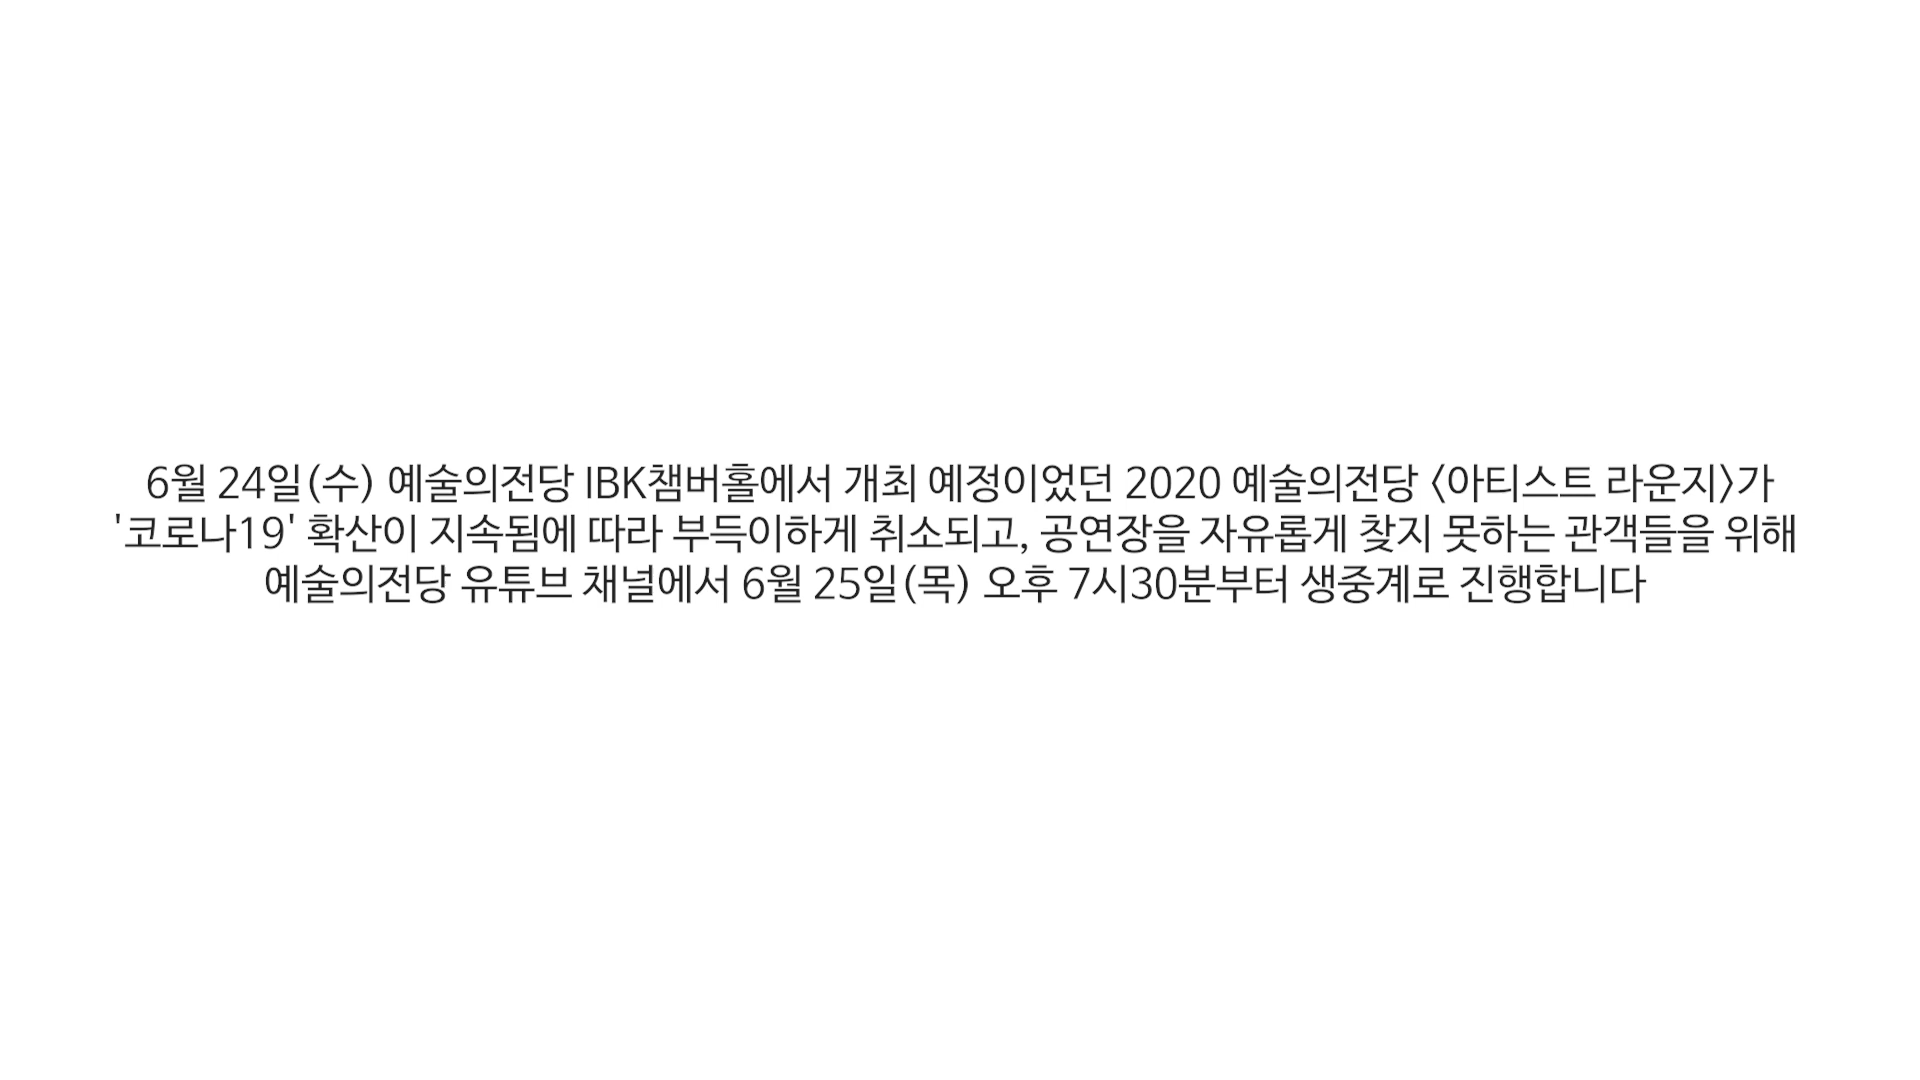 6월 24일(수) 예술의전당 IBK챔버홀에서 개최 예정이었던 2020 예술의전당 〈아티스트 라운지〉가
'코로나19' 확산이 지속됨에 따라 부득이하게 취소되고, 공연장을 자유롭게 찾지 못하는 관객들을 위해
예술의전당 유튜브 채널에서 6월 25일(목) 오후 7시30분부터 생중계로 진행합니다